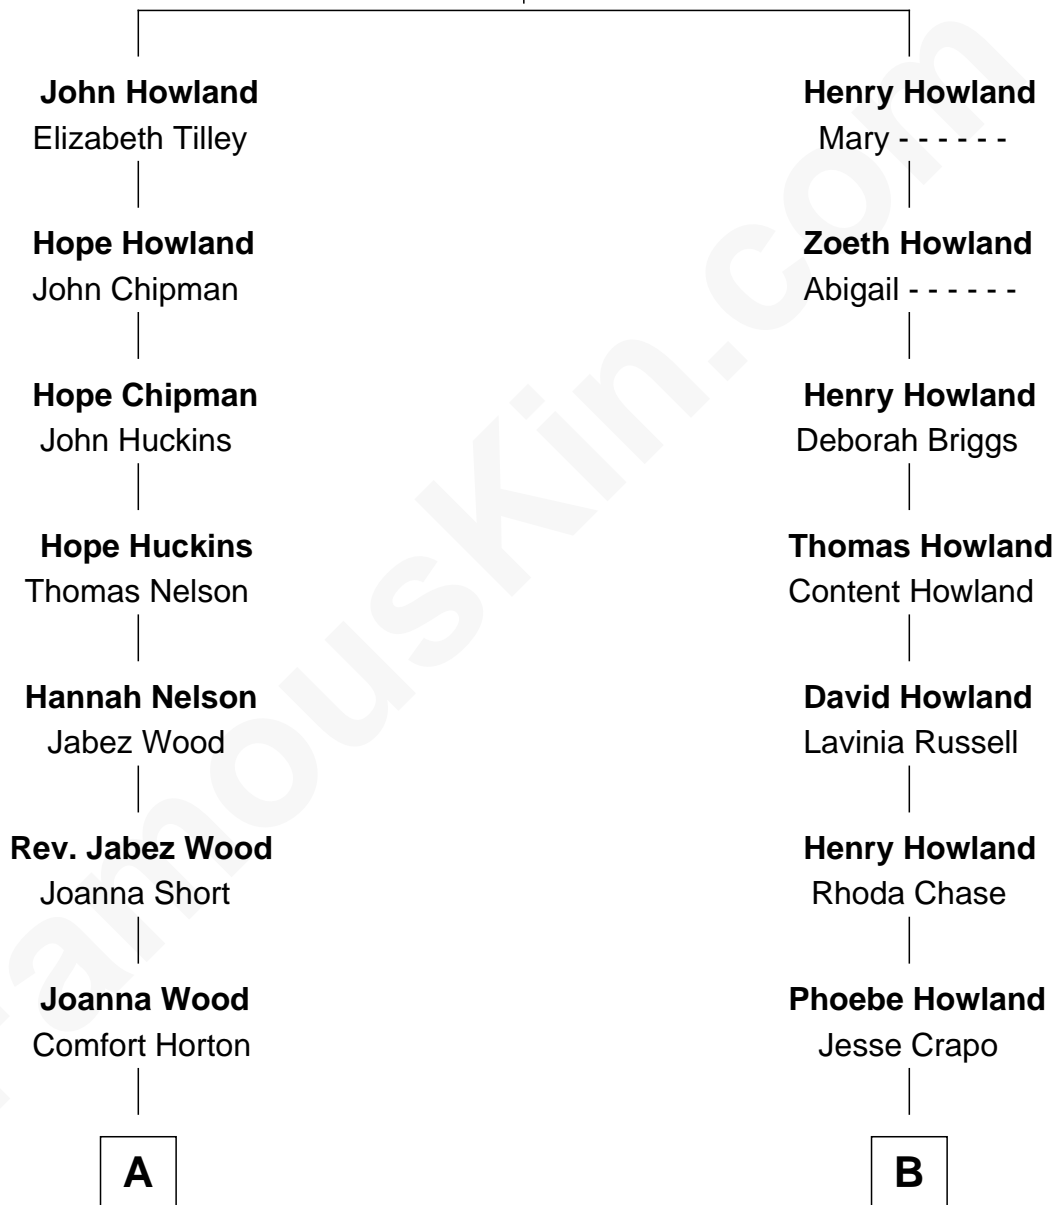 John Howland
Elizabeth Tilley
Hope Howland
John Chipman
Hope Chipman
John Huckins
Hope Huckins
Thomas Nelson
Hannah Nelson
Jabez Wood
Rev. Jabez Wood
Joanna Short
Joanna Wood
Comfort Horton
A
Henry Howland
Mary - - - - - -
Zoeth Howland
Abigail - - - - - -
Henry Howland
Deborah Briggs
Thomas Howland
Content Howland
David Howland
Lavinia Russell
Henry Howland
Rhoda Chase
Phoebe Howland
Jesse Crapo
B
FamousKin.com